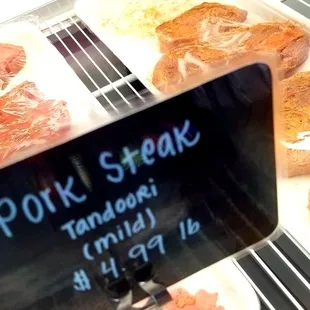 Pork Steak
Tandoori
(mild)
$4.99 lb